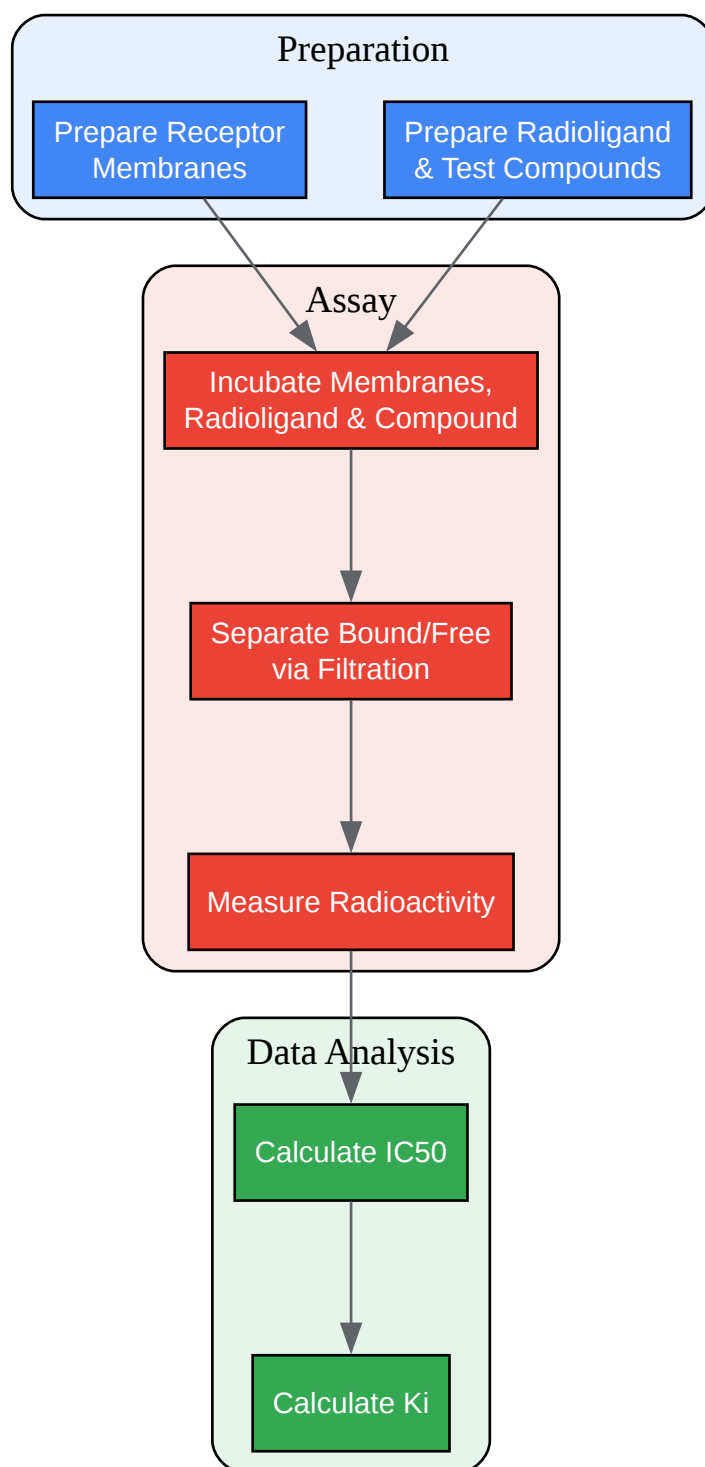 Preparation
Prepare Receptor
Membranes
Prepare Radioligand
& Test Compounds
Assay
Incubate Membranes,
Radioligand & Compound
Separate Bound/Free
via Filtration
Measure Radioactivity
Data Analysis
Calculate IC50
Calculate Ki